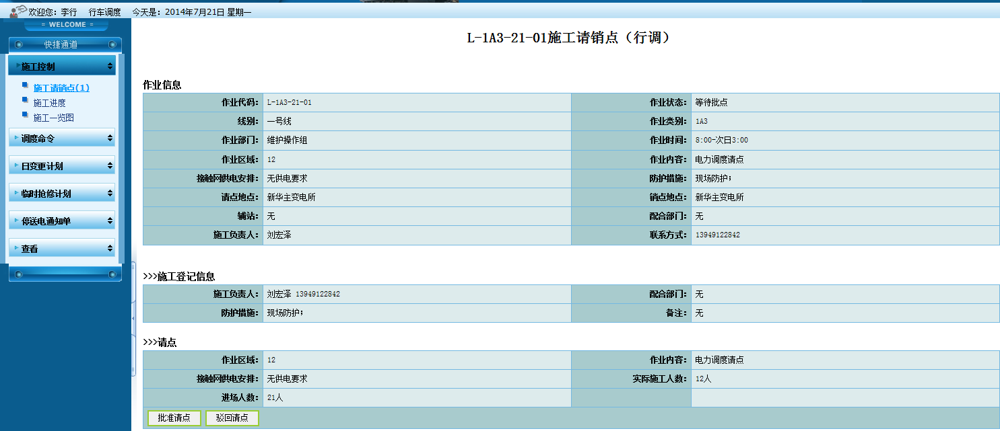 欢迎您: 李行 行车调度 今天是: 2014年7月21日 星期一
= WELCOME =
快捷通道
施工控制
施工请销点(1)
施工进度
施工一览图
调度命令
日变更计划
临时抢修计划
停送电通知单
查看
L-1A3-21-01施工请销点（行调）
作业信息
作业代码: L-1A3-21-01 作业状态: 等待批点
线别: 一号线 作业类别: 1A3
作业部门: 维护操作组 作业时间: 8:00-次日3:00
作业区域: 12 作业内容: 电力调度请点
接触网供电安排: 无供电要求 防护措施: 现场防护;
请点地点: 新华主变电所 销点地点: 新华主变电所
辅站: 无 配合部门: 无
施工负责人: 刘宏泽 联系方式: 13949122842
>>>施工登记信息
施工负责人: 刘宏泽 13949122842 配合部门: 无
防护措施: 现场防护; 备注: 无
>>>请点
作业区域: 12 作业内容: 电力调度请点
接触网供电安排: 无供电要求 实际施工人数: 12人
进场人数: 21人
批准请点 驳回请点